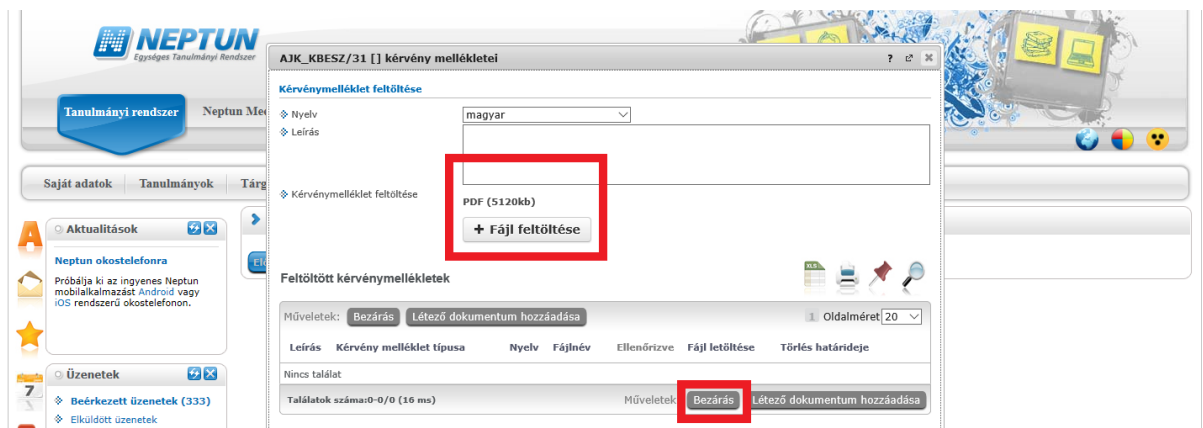 NEPTUN
Egységes Tanulmányi Rendszer
Tanulmányi rendszer
Neptun Mee
Saját adatok Tanulmányok Tárg
Aktualitások
Neptun okostelefonra
Próbálja ki az ingyenes Neptun
mobilalkalmazást Android vagy
iOS rendszerű okostelefonon.
Üzenetek
Beérkezett üzenetek (333)
Elküldött üzenetek
7
AJK_KBESZ/31 [] kérvény mellékletei ?
Kérvénymelléklet feltöltése
Nyelv magyar
Leírás
Kérvénymelléklet feltöltése
PDF (5120kb)
+ Fájl feltöltése
Feltöltött kérvénymellékletek
XLS
Műveletek: Bezárás Létező dokumentum hozzáadása 1 Oldalméret 20
Leírás Kérvény melléklet típusa Nyelv Fájlnév Ellenőrizve Fájl letöltése Törlés határideje
Nincs találat
Találatok száma:0-0/0 (16 ms) Műveletek Bezárás Létező dokumentum hozzáadása